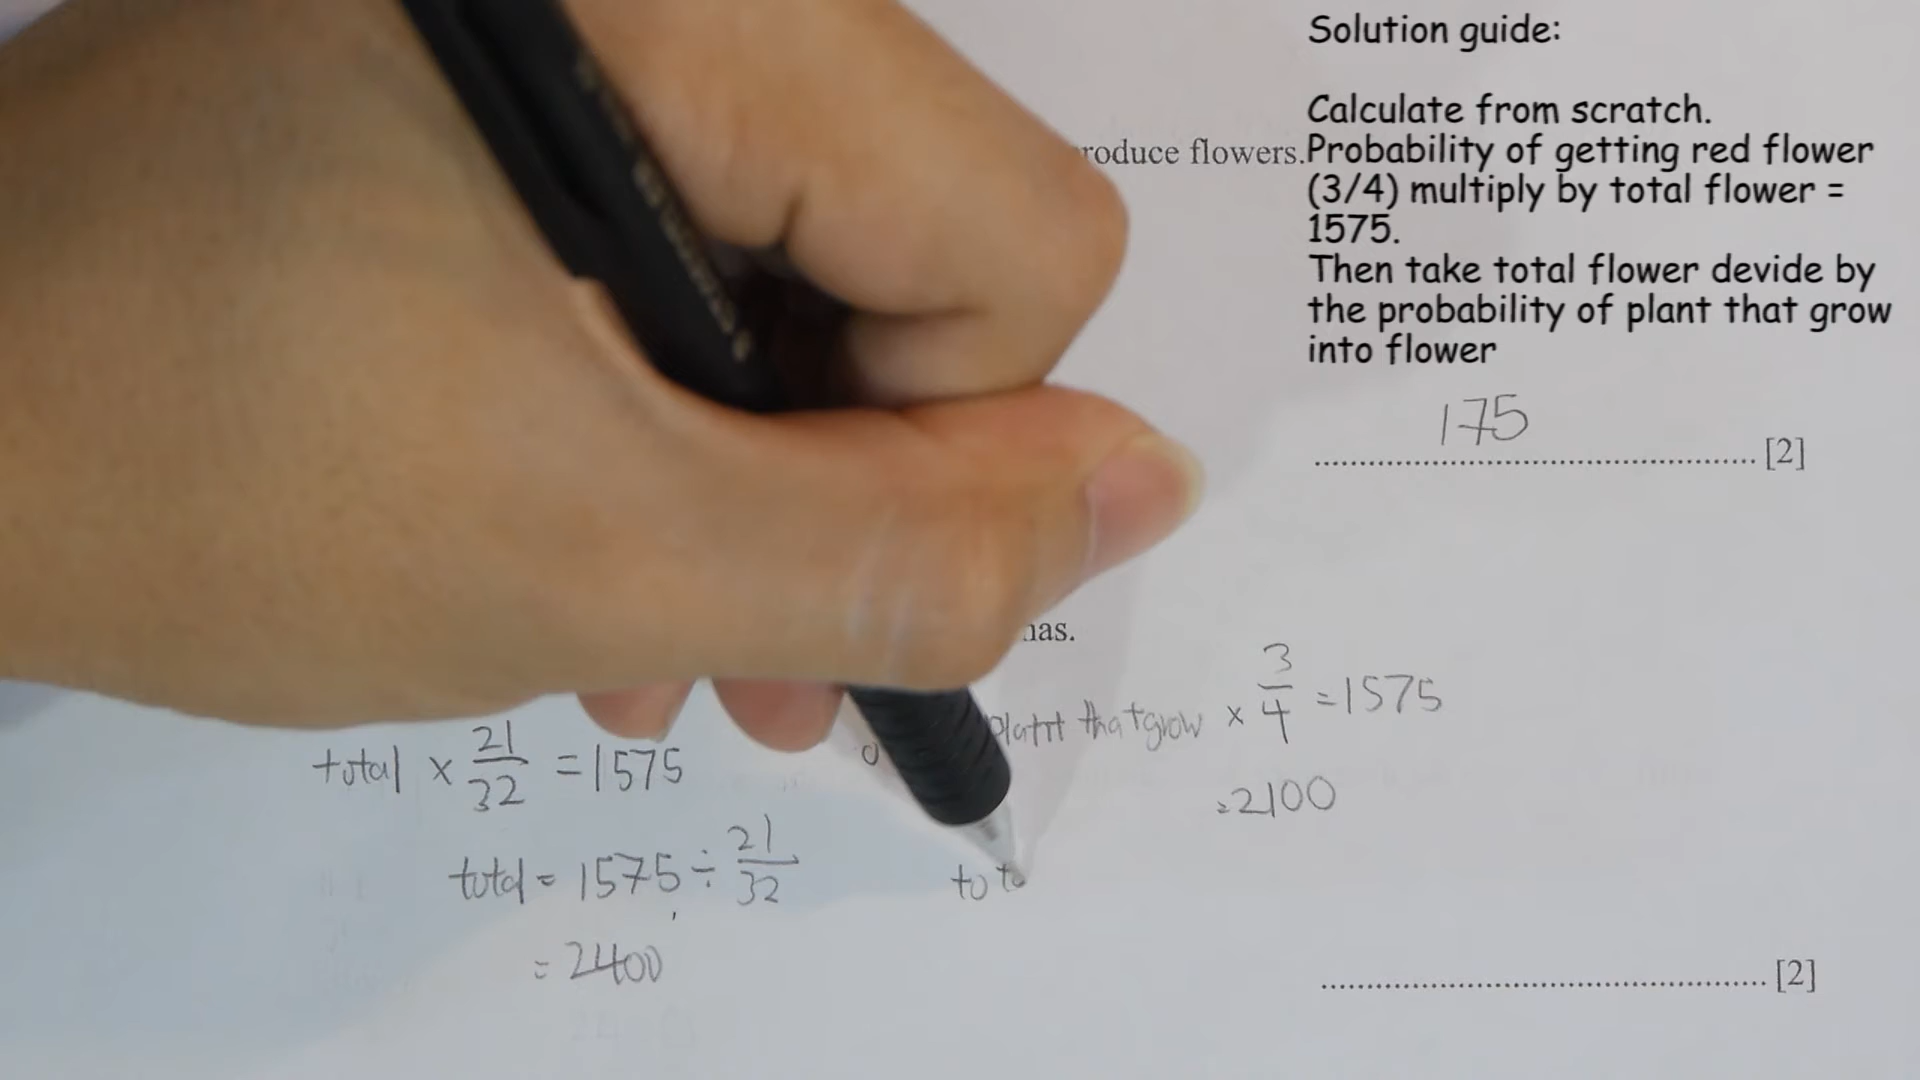 Solution guide:
Calculate from scratch.
Probability of getting red flower
(3/4) multiply by total flower =
1575.
Then take total flower devide by
the probability of plant that grow
into flower
roduce flowers.
175
[2]
has.
total × 21/32 = 1575
total = 1575 ÷ 21/32
= 2400
plant that grow × 3/4 = 1575
= 2100
tot
[2]